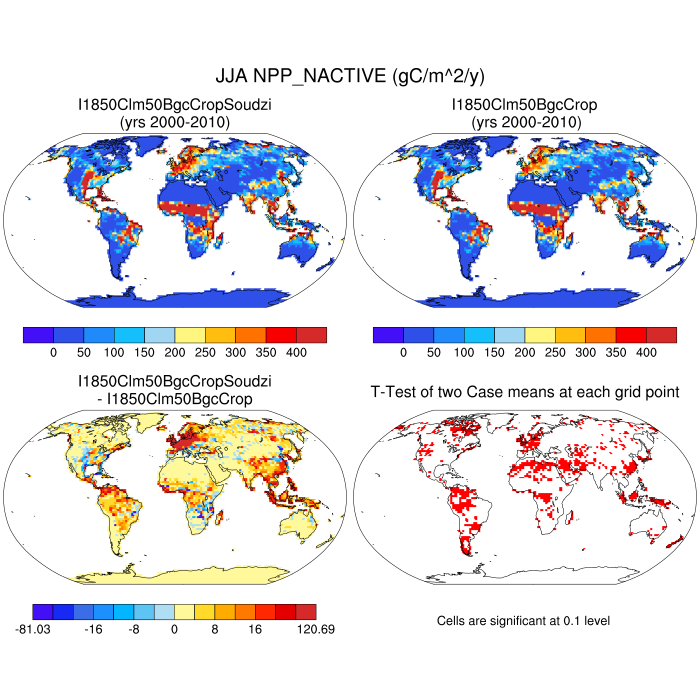 JJA NPP_NACTIVE (gC/m^2/y)
I1850Clm50BgcCropSoudzi
(yrs 2000-2010)
I1850Clm50BgcCrop
(yrs 2000-2010)
0 50 100 150 200 250 300 350 400
0 50 100 150 200 250 300 350 400
I1850Clm50BgcCropSoudzi
- I1850Clm50BgcCrop
T-Test of two Case means at each grid point
-81.03 -16 -8 0 8 16 120.69
Cells are significant at 0.1 level